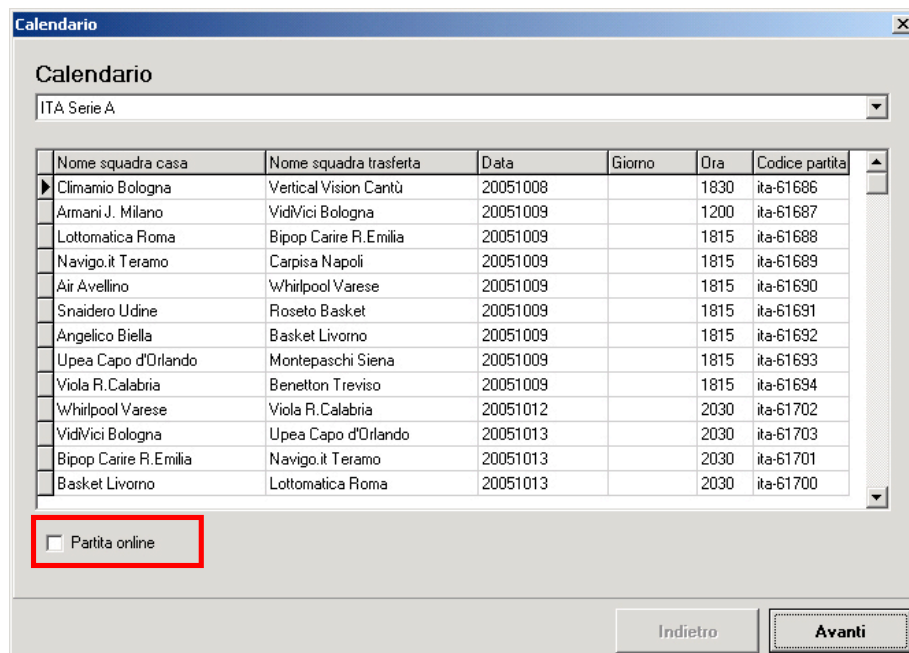 Calendario
Calendario
ITA Serie A
Nome squadra casa Nome squadra trasferta Data Giorno Ora Codice partita
Climamio Bologna Vertical Vision Cantù 20051008 1830 ita-61686
Armani J. Milano VidiVici Bologna 20051009 1200 ita-61687
Lottomatica Roma Bipop Carire R.Emilia 20051009 1815 ita-61688
Navigo.it Teramo Carpisa Napoli 20051009 1815 ita-61689
Air Avellino Whirlpool Varese 20051009 1815 ita-61690
Snaidero Udine Roseto Basket 20051009 1815 ita-61691
Angelico Biella Basket Livorno 20051009 1815 ita-61692
Upea Capo d'Orlando Montepaschi Siena 20051009 1815 ita-61693
Viola R.Calabria Benetton Treviso 20051009 1815 ita-61694
Whirlpool Varese Viola R.Calabria 20051012 2030 ita-61702
VidiVici Bologna Upea Capo d'Orlando 20051013 2030 ita-61703
Bipop Carire R.Emilia Navigo.it Teramo 20051013 2030 ita-61701
Basket Livorno Lottomatica Roma 20051013 2030 ita-61700
Partita online
Indietro Avanti